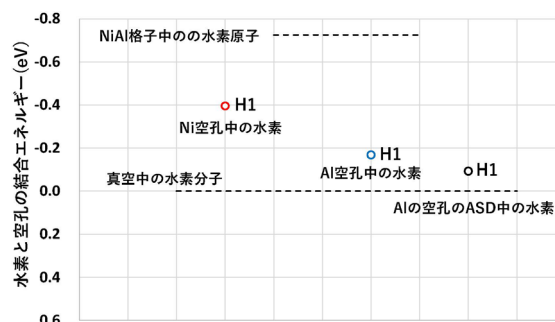 水素と空孔の結合エネルギー(eV)
-0.8
-0.6
-0.4
-0.2
0.0
0.2
0.4
0.6
NiAl格子中のの水素原子
H1
Ni空孔中の水素
H1
Al空孔中の水素
真空中の水素分子
H1
Alの空孔のASD中の水素